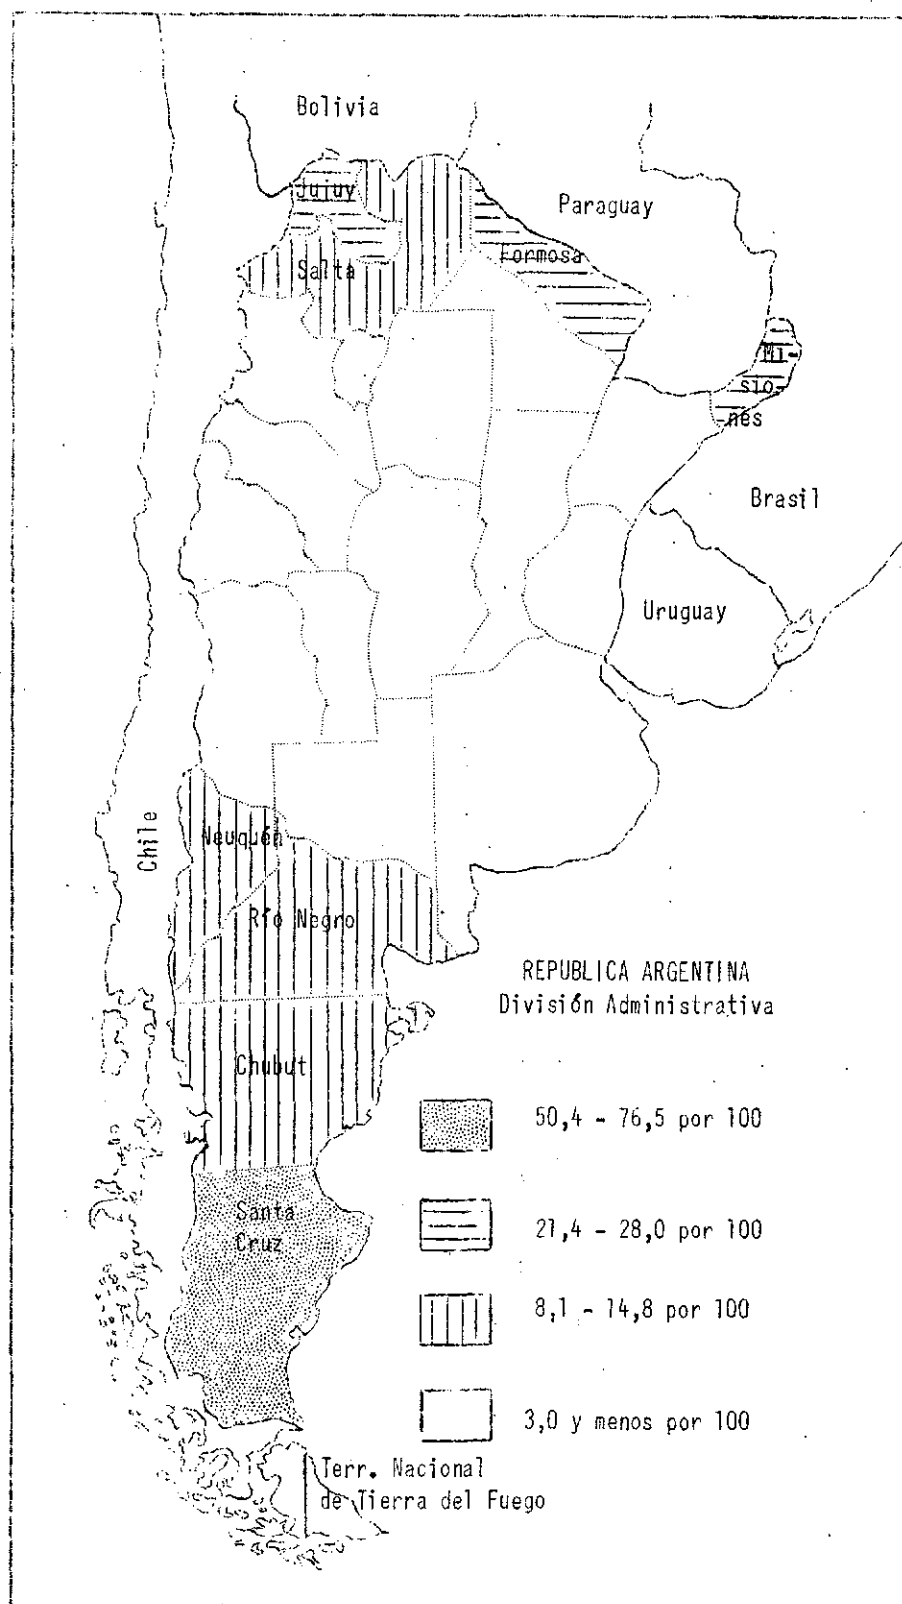 Bolivia
Jujuy
Paraguay
Formosa
Salta
Mi-
sio-
nes
Brasil
Uruguay
Chile
Neuquén
Río Negro
REPUBLICA ARGENTINA
División Administrativa
Chubut
50,4 - 76,5 por 100
Santa
Cruz
21,4 - 28,0 por 100
8,1 - 14,8 por 100
3,0 y menos por 100
Terr. Nacional
de Tierra del Fuego